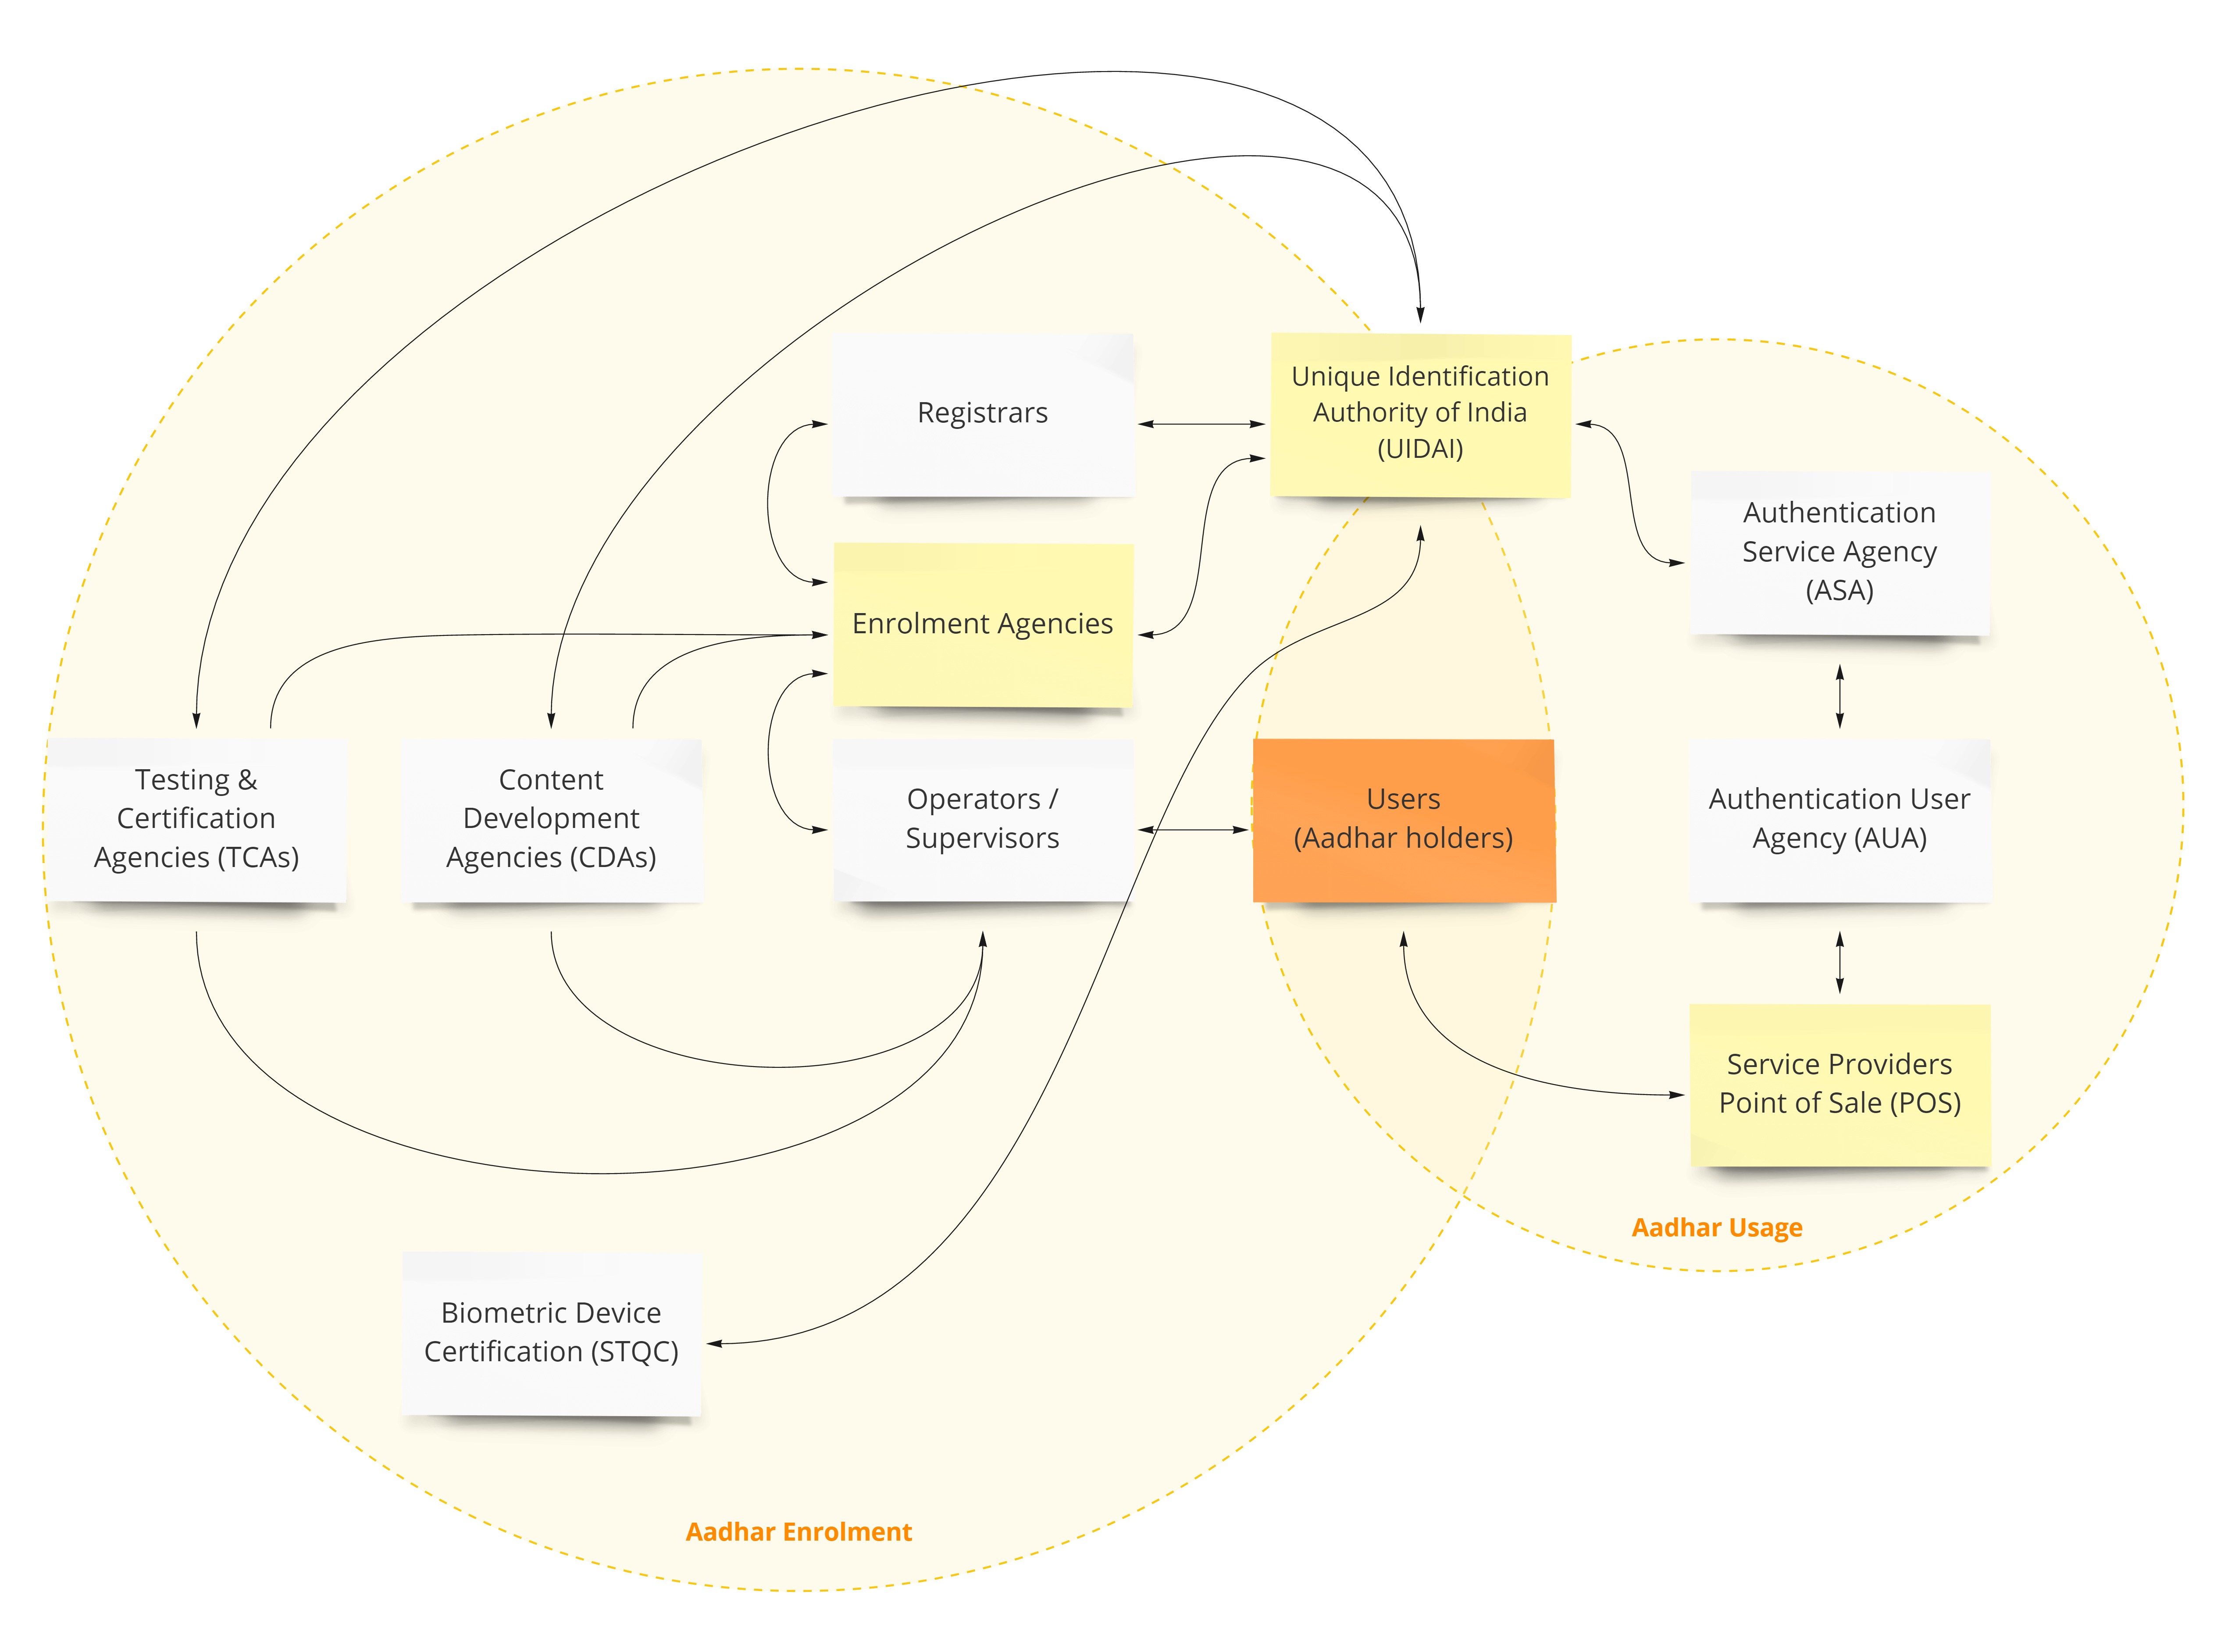 Registrars
Unique Identification
Authority of India
(UIDAI)
Authentication
Service Agency
(ASA)
Enrolment Agencies
Testing &
Certification
Agencies (TCAs)
Content
Development
Agencies (CDAs)
Operators /
Supervisors
Users
(Aadhar holders)
Authentication User
Agency (AUA)
Service Providers
Point of Sale (POS)
Aadhar Usage
Biometric Device
Certification (STQC)
Aadhar Enrolment